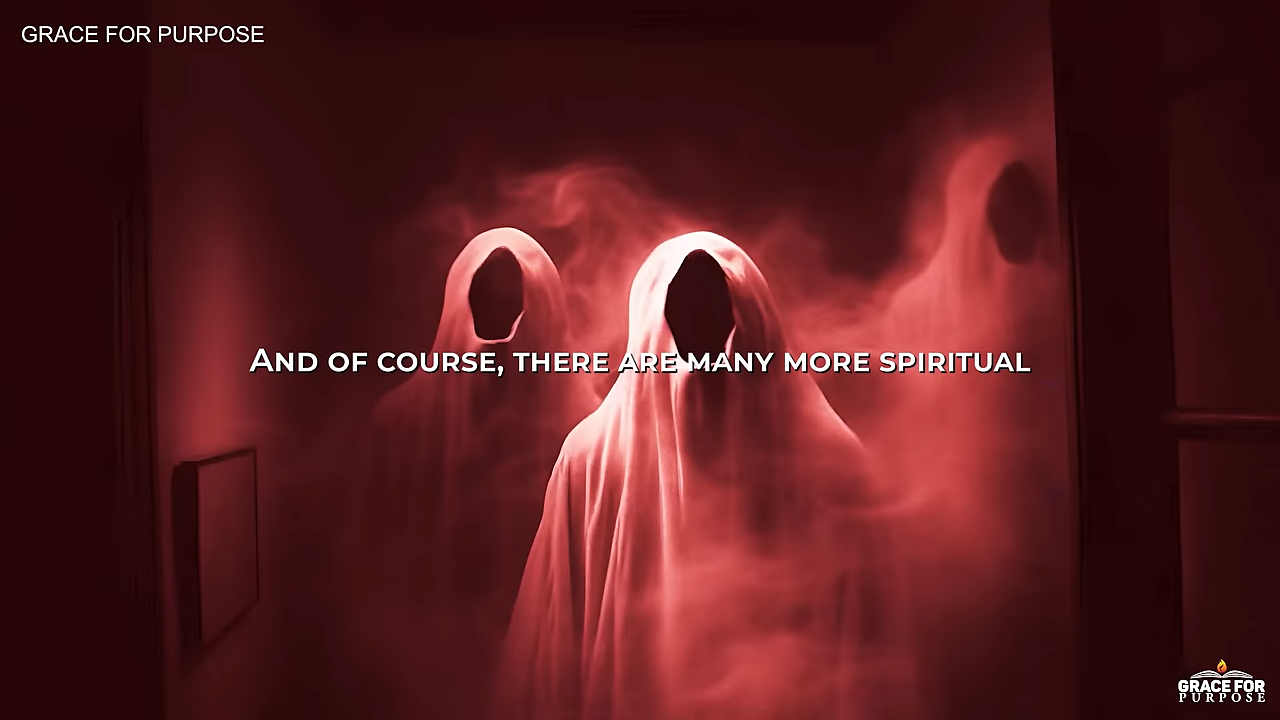 GRACE FOR PURPOSE
AND OF COURSE, THERE ARE MANY MORE SPIRITUAL
GRACE FOR
PURPOSE